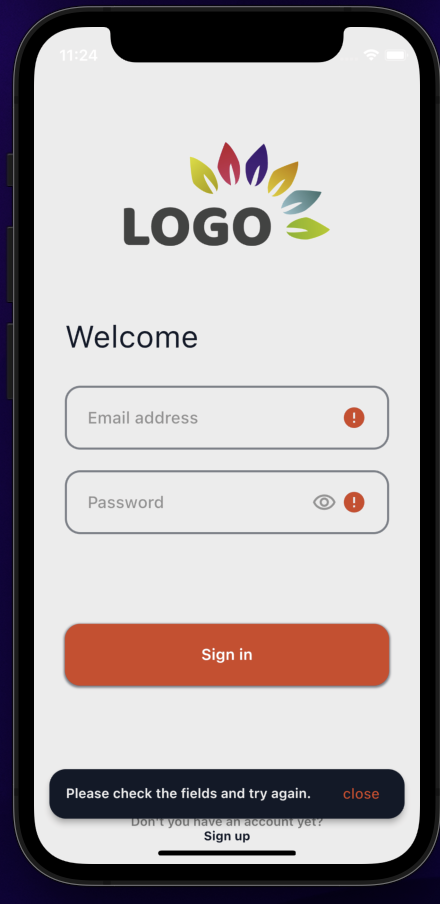 11:24
LOGO
Welcome
Email address
Password
Sign in
Please check the fields and try again. close
Don't you have an account yet?
Sign up